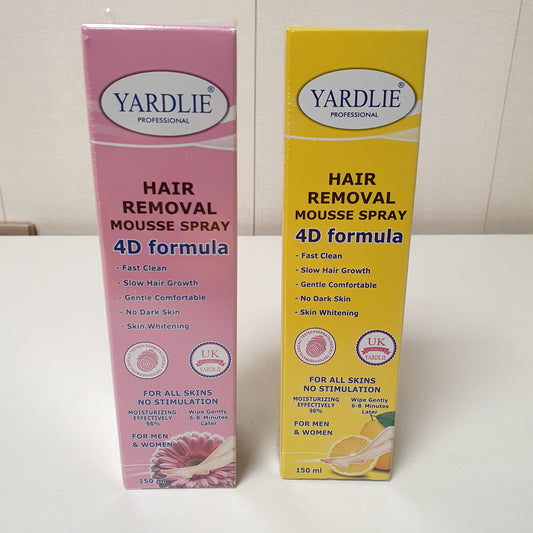 YARDLIE®
PROFESSIONAL
HAIR
REMOVAL
MOUSSE SPRAY
4D formula
- Fast Clean
- Slow Hair Growth
- Gentle Comfortable
- No Dark Skin
- Skin Whitening
UK
YARDLIE
FOR ALL SKINS
NO STIMULATION
MOISTURIZING
EFFECTIVELY
98%
Wipe Gently
6-8 Minutes
Later
FOR MEN
& WOMEN
150 ml
YARDLIE®
PROFESSIONAL
HAIR
REMOVAL
MOUSSE SPRAY
4D formula
- Fast Clean
- Slow Hair Growth
- Gentle Comfortable
- No Dark Skin
- Skin Whitening
UK
YARDLIE
FOR ALL SKINS
NO STIMULATION
MOISTURIZING
EFFECTIVELY
98%
Wipe Gently
6-8 Minutes
Later
FOR MEN
& WOMEN
150 ml